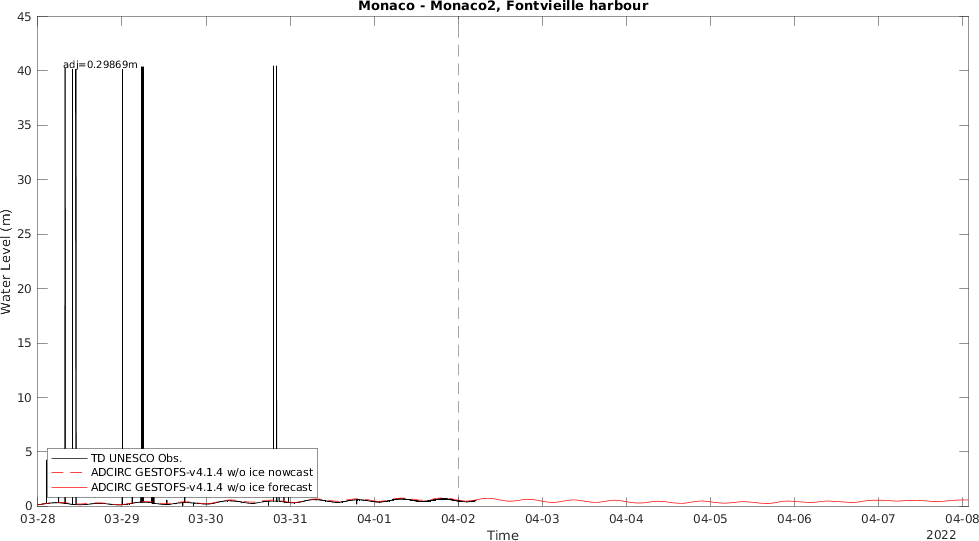 Monaco - Monaco2, Fontvieille harbour
45
40
35
30
25
20
15
10
5
0
Water Level (m)
adj=0.29869m
TD UNESCO Obs.
ADCIRC GESTOFS-v4.1.4 w/o ice nowcast
ADCIRC GESTOFS-v4.1.4 w/o ice forecast
03-28 03-29 03-30 03-31 04-01 04-02 04-03 04-04 04-05 04-06 04-07 04-08
Time
2022